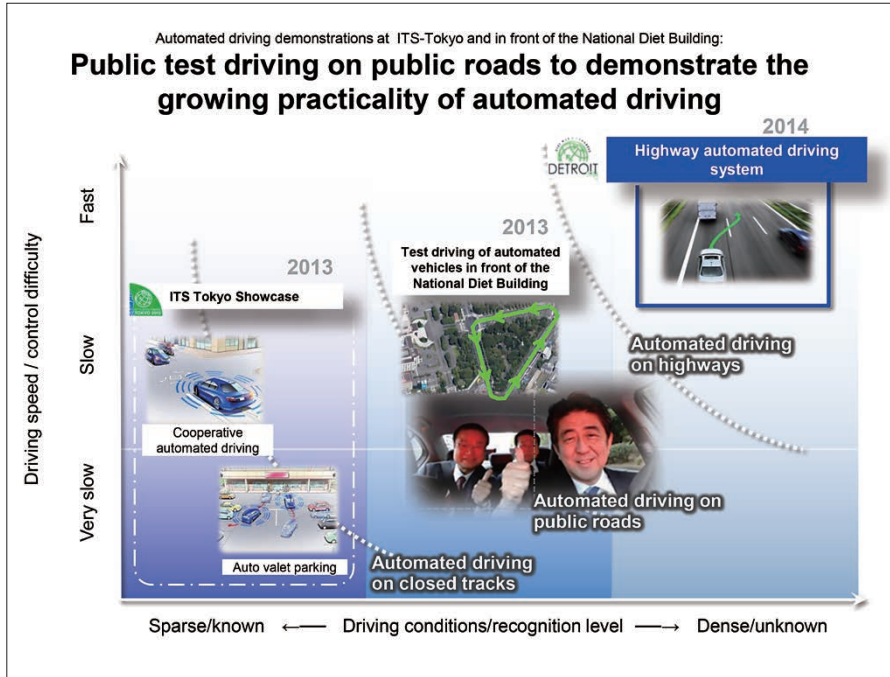 Automated driving demonstrations at ITS-Tokyo and in front of the National Diet Building:
Public test driving on public roads to demonstrate the
growing practicality of automated driving
2014
Highway automated driving
system
DETROIT
Fast
2013
Test driving of automated
vehicles in front of the
National Diet Building
2013
ITS Tokyo Showcase
Driving speed / control difficulty
Slow
Automated driving
on highways
Cooperative
automated driving
Very slow
Automated driving on
public roads
Auto valet parking
Automated driving
on closed tracks
Sparse/known ←— Driving conditions/recognition level —→ Dense/unknown